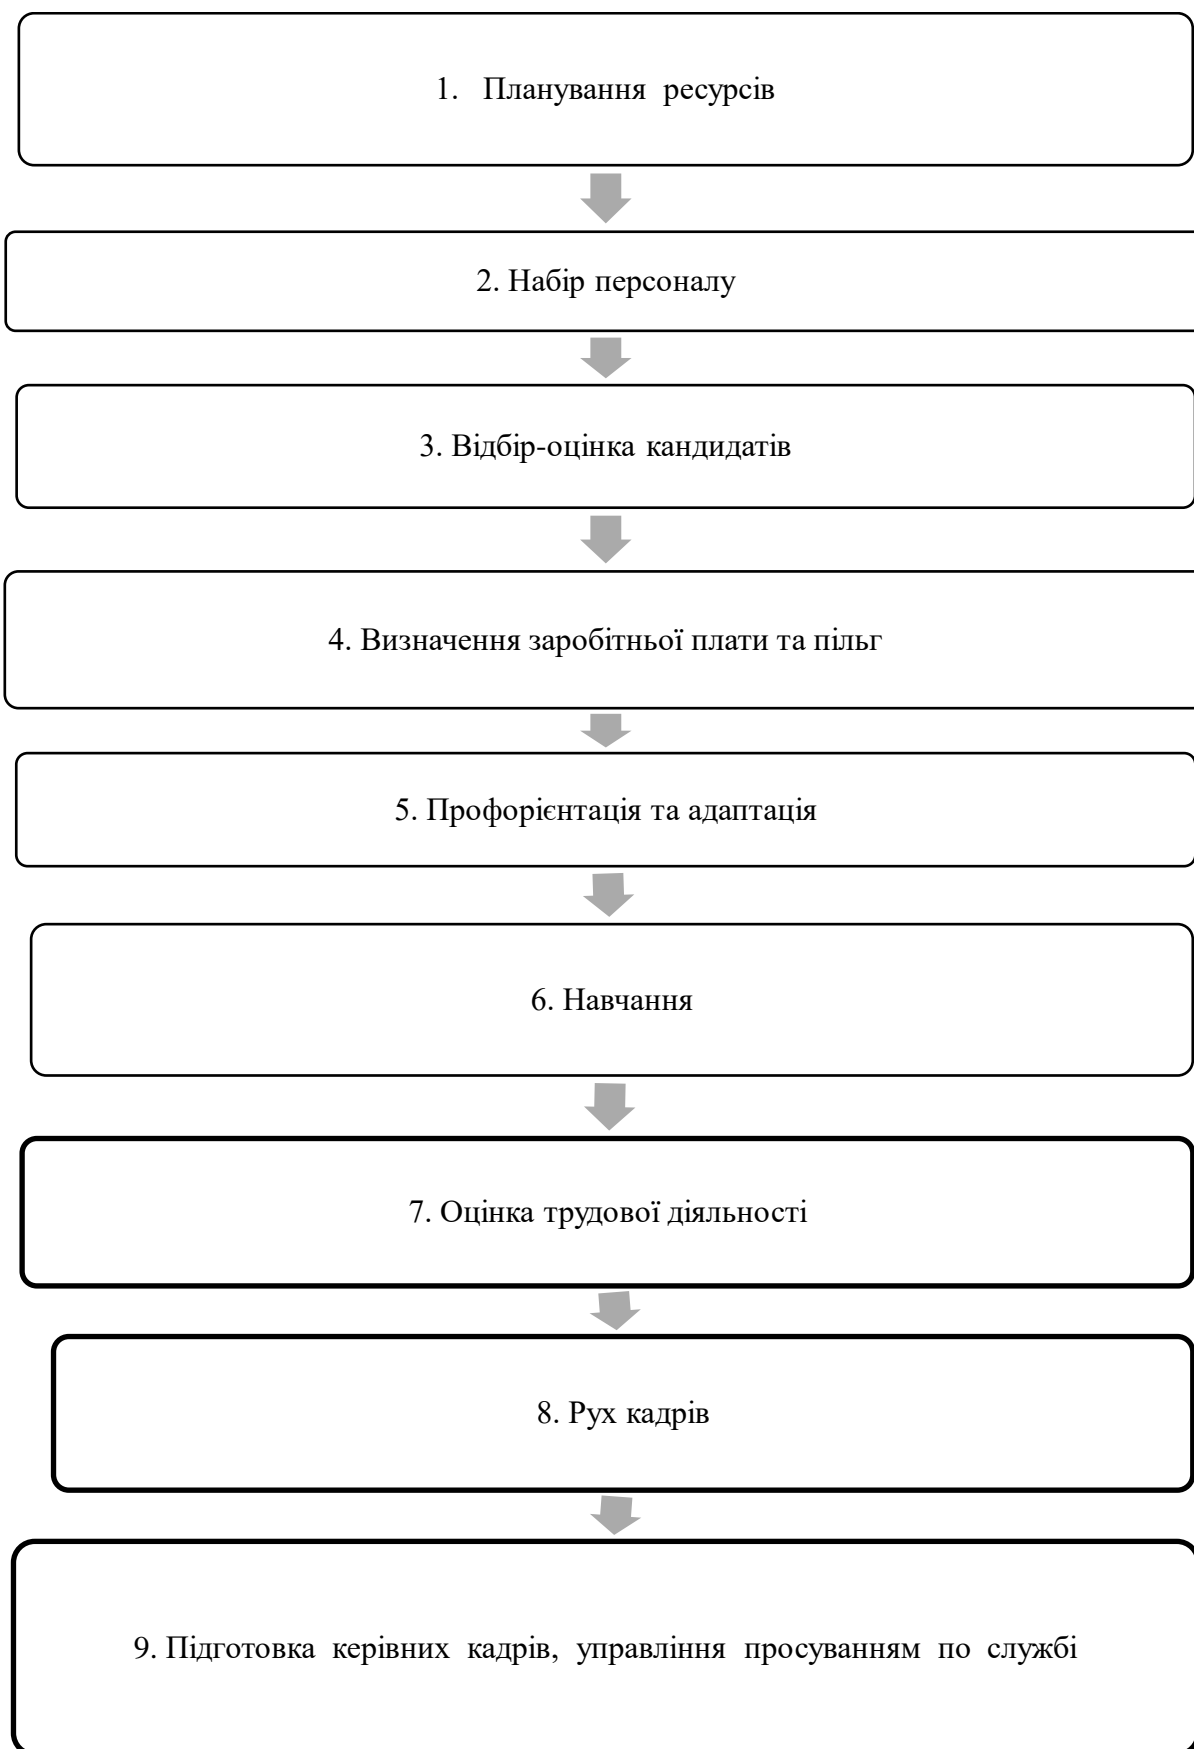 1. Планування ресурсів
2. Набір персоналу
3. Відбір-оцінка кандидатів
4. Визначення заробітньої плати та пільг
5. Профорієнтація та адаптація
6. Навчання
7. Оцінка трудової діяльності
8. Рух кадрів
9. Підготовка керівних кадрів, управління просуванням по службі